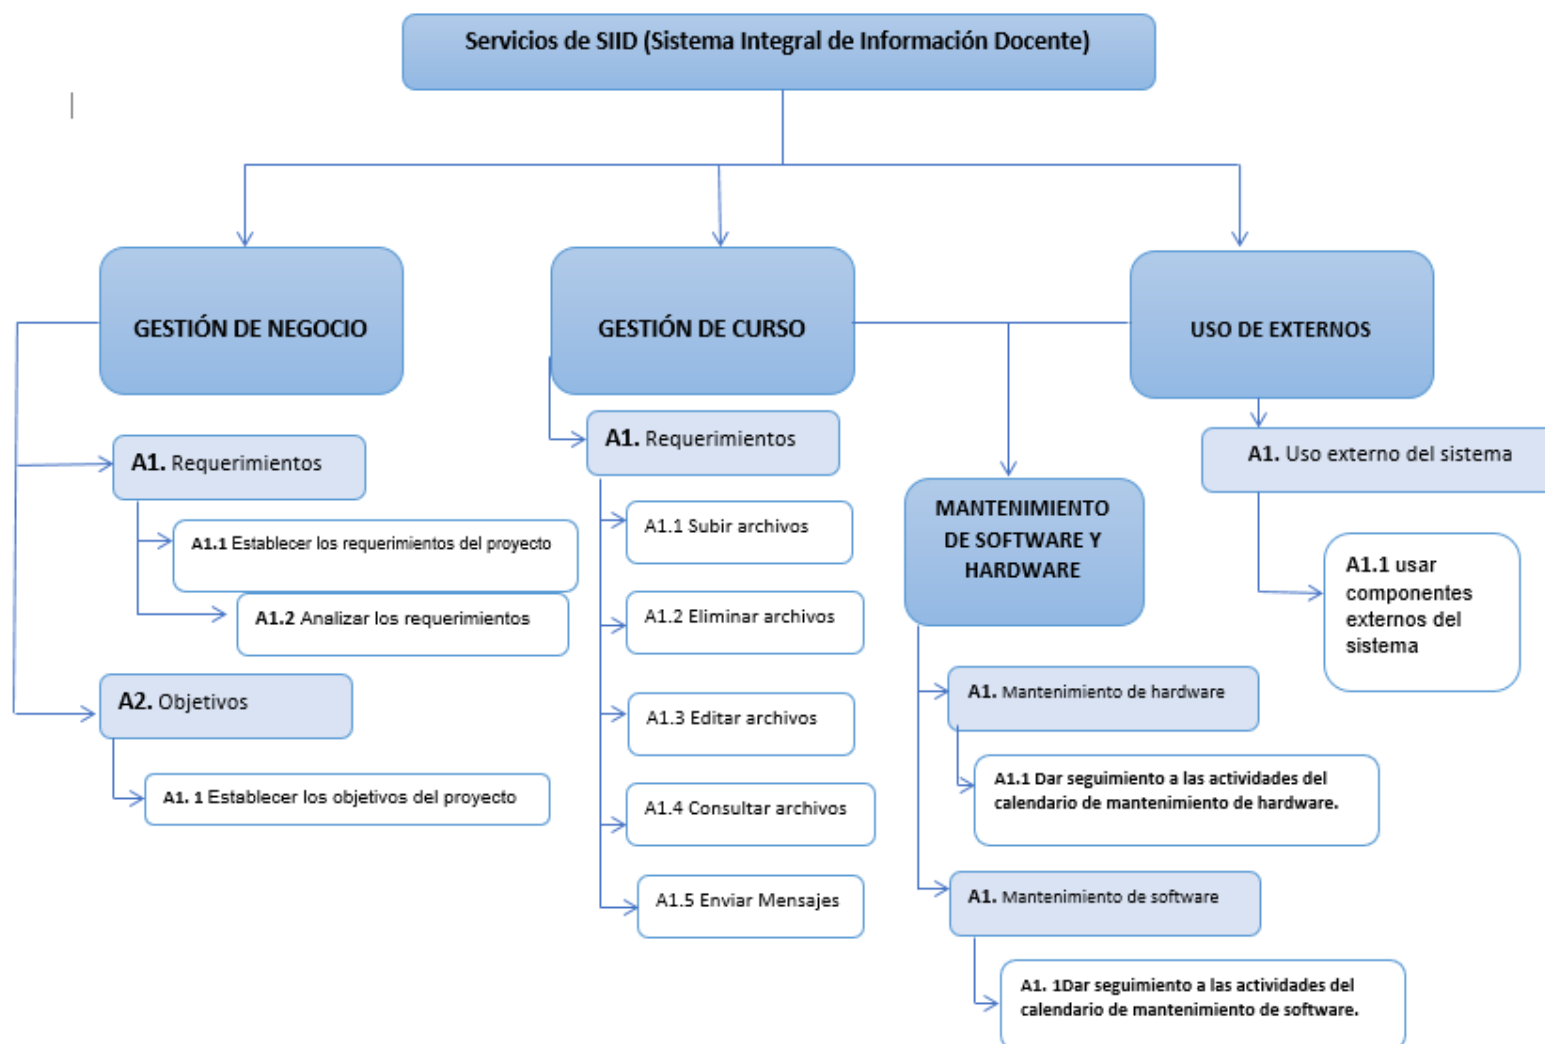 Servicios de SIID (Sistema Integral de Información Docente)
GESTIÓN DE NEGOCIO
A1. Requerimientos
A1.1 Establecer los requerimientos del proyecto
A1.2 Analizar los requerimientos
A2. Objetivos
A1. 1 Establecer los objetivos del proyecto
GESTIÓN DE CURSO
A1. Requerimientos
A1.1 Subir archivos
A1.2 Eliminar archivos
A1.3 Editar archivos
A1.4 Consultar archivos
A1.5 Enviar Mensajes
MANTENIMIENTO
DE SOFTWARE Y
HARDWARE
A1. Mantenimiento de hardware
A1.1 Dar seguimiento a las actividades del
calendario de mantenimiento de hardware.
A1. Mantenimiento de software
A1. 1Dar seguimiento a las actividades del
calendario de mantenimiento de software.
USO DE EXTERNOS
A1. Uso externo del sistema
A1.1 usar
componentes
externos del
sistema